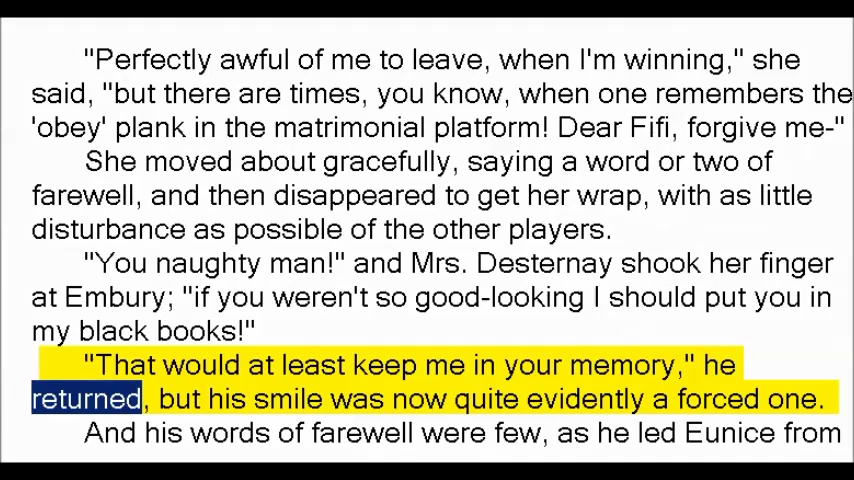 "Perfectly awful of me to leave, when I'm winning," she
said, "but there are times, you know, when one remembers the
'obey' plank in the matrimonial platform! Dear Fifi, forgive me-"
She moved about gracefully, saying a word or two of
farewell, and then disappeared to get her wrap, with as little
disturbance as possible of the other players.
"You naughty man!" and Mrs. Desternay shook her finger
at Embury; "if you weren't so good-looking I should put you in
my black books!"
"That would at least keep me in your memory," he
returned, but his smile was now quite evidently a forced one.
And his words of farewell were few, as he led Eunice from